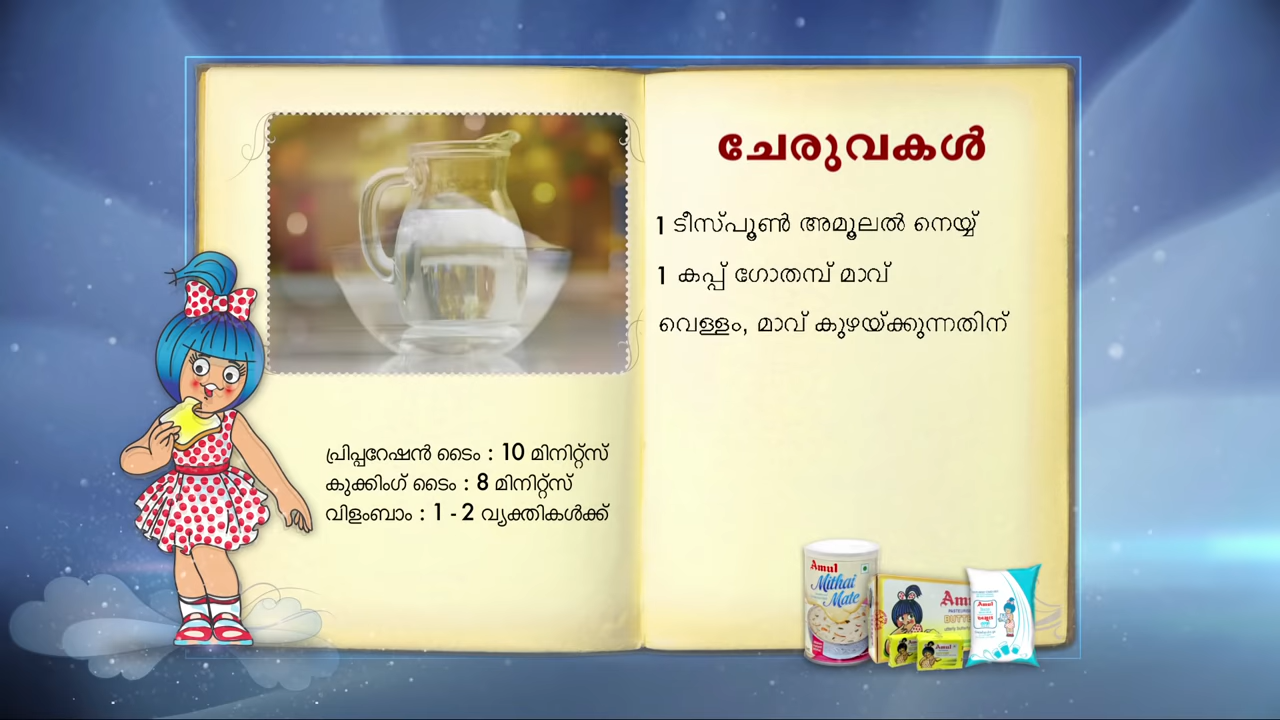 ചേരുവകൾ
1 ടീസ്പൂൺ അമൂലൽ നെയ്യ്
1 കപ്പ് ഗോതമ്പ് മാവ്
വെള്ളം, മാവ് കുഴയ്ക്കുന്നതിന്
പ്രിപ്പറേഷൻ ടൈം : 10 മിനിറ്റ്സ്
കുക്കിംഗ് ടൈം : 8 മിനിറ്റ്സ്
വിളംബാം : 1 - 2 വ്യക്തികൾക്ക്
Amul
Mithai
Mate
Amul